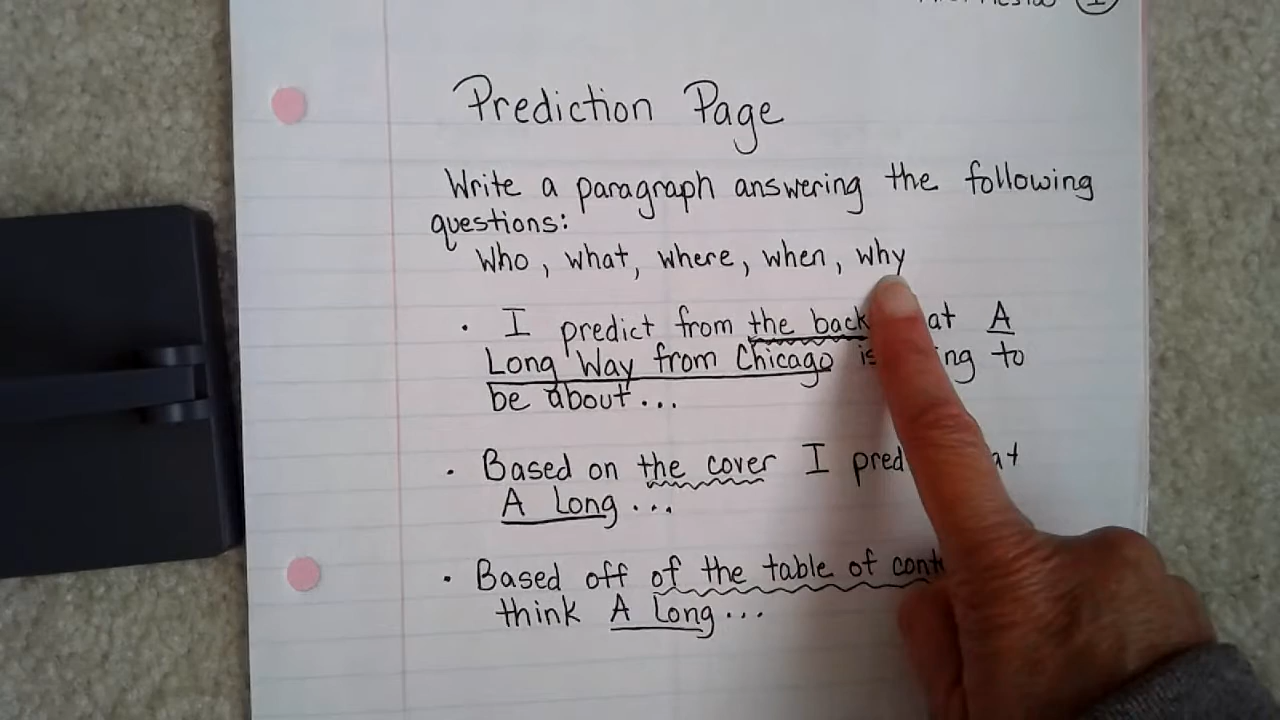 Prediction Page
Write a paragraph answering the following
questions:
Who, what, where, when, why
• I predict from the back at A
Long Way from Chicago is ing to
be about...
• Based on the cover I pred at
A Long...
• Based off of the table of cont
think A Long...